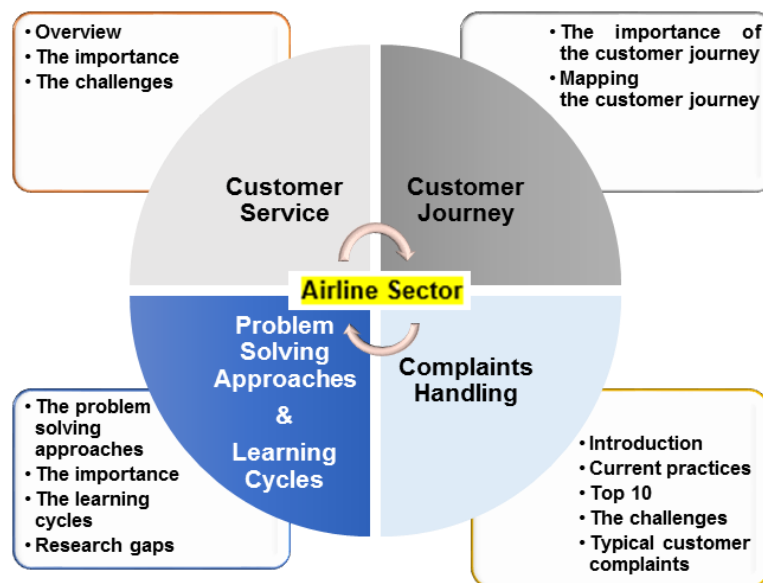 • Overview
• The importance
• The challenges
• The importance of
the customer journey
• Mapping
the customer journey
Customer
Service
Customer
Journey
Airline Sector
Problem
Solving
Approaches
&
Learning
Cycles
Complaints
Handling
• The problem
solving
approaches
• The importance
• The learning
cycles
• Research gaps
• Introduction
• Current practices
• Top 10
• The challenges
• Typical customer
complaints